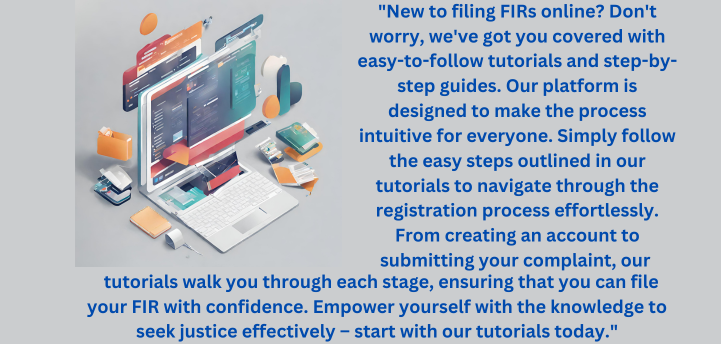 "New to filing FIRs online? Don't
worry, we've got you covered with
easy-to-follow tutorials and step-by-
step guides. Our platform is
designed to make the process
intuitive for everyone. Simply follow
the easy steps outlined in our
tutorials to navigate through the
registration process effortlessly.
From creating an account to
submitting your complaint, our
tutorials walk you through each stage, ensuring that you can file
your FIR with confidence. Empower yourself with the knowledge to
seek justice effectively – start with our tutorials today."